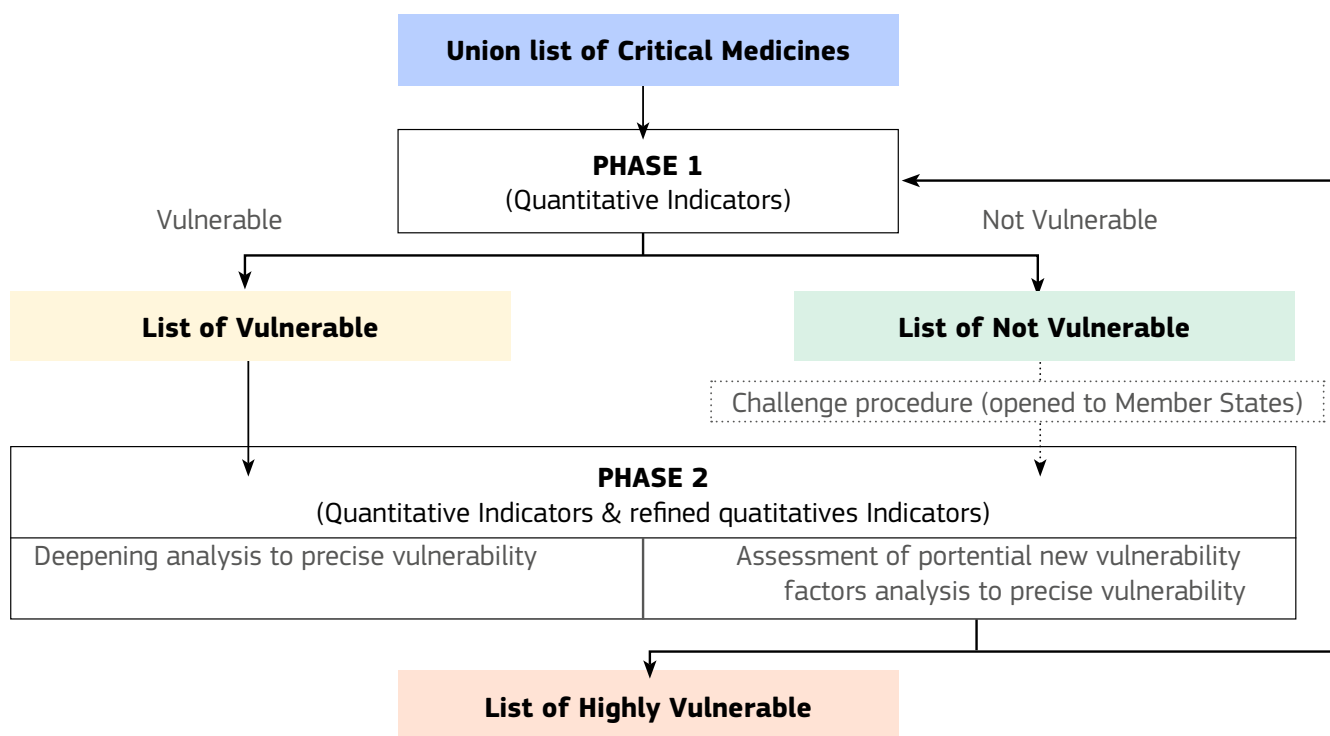 Union list of Critical Medicines
PHASE 1
(Quantitative Indicators)
Vulnerable
Not Vulnerable
List of Vulnerable
List of Not Vulnerable
Challenge procedure (opened to Member States)
PHASE 2
(Quantitative Indicators & refined quatitatives Indicators)
Deepening analysis to precise vulnerability
Assessment of portential new vulnerability
factors analysis to precise vulnerability
List of Highly Vulnerable